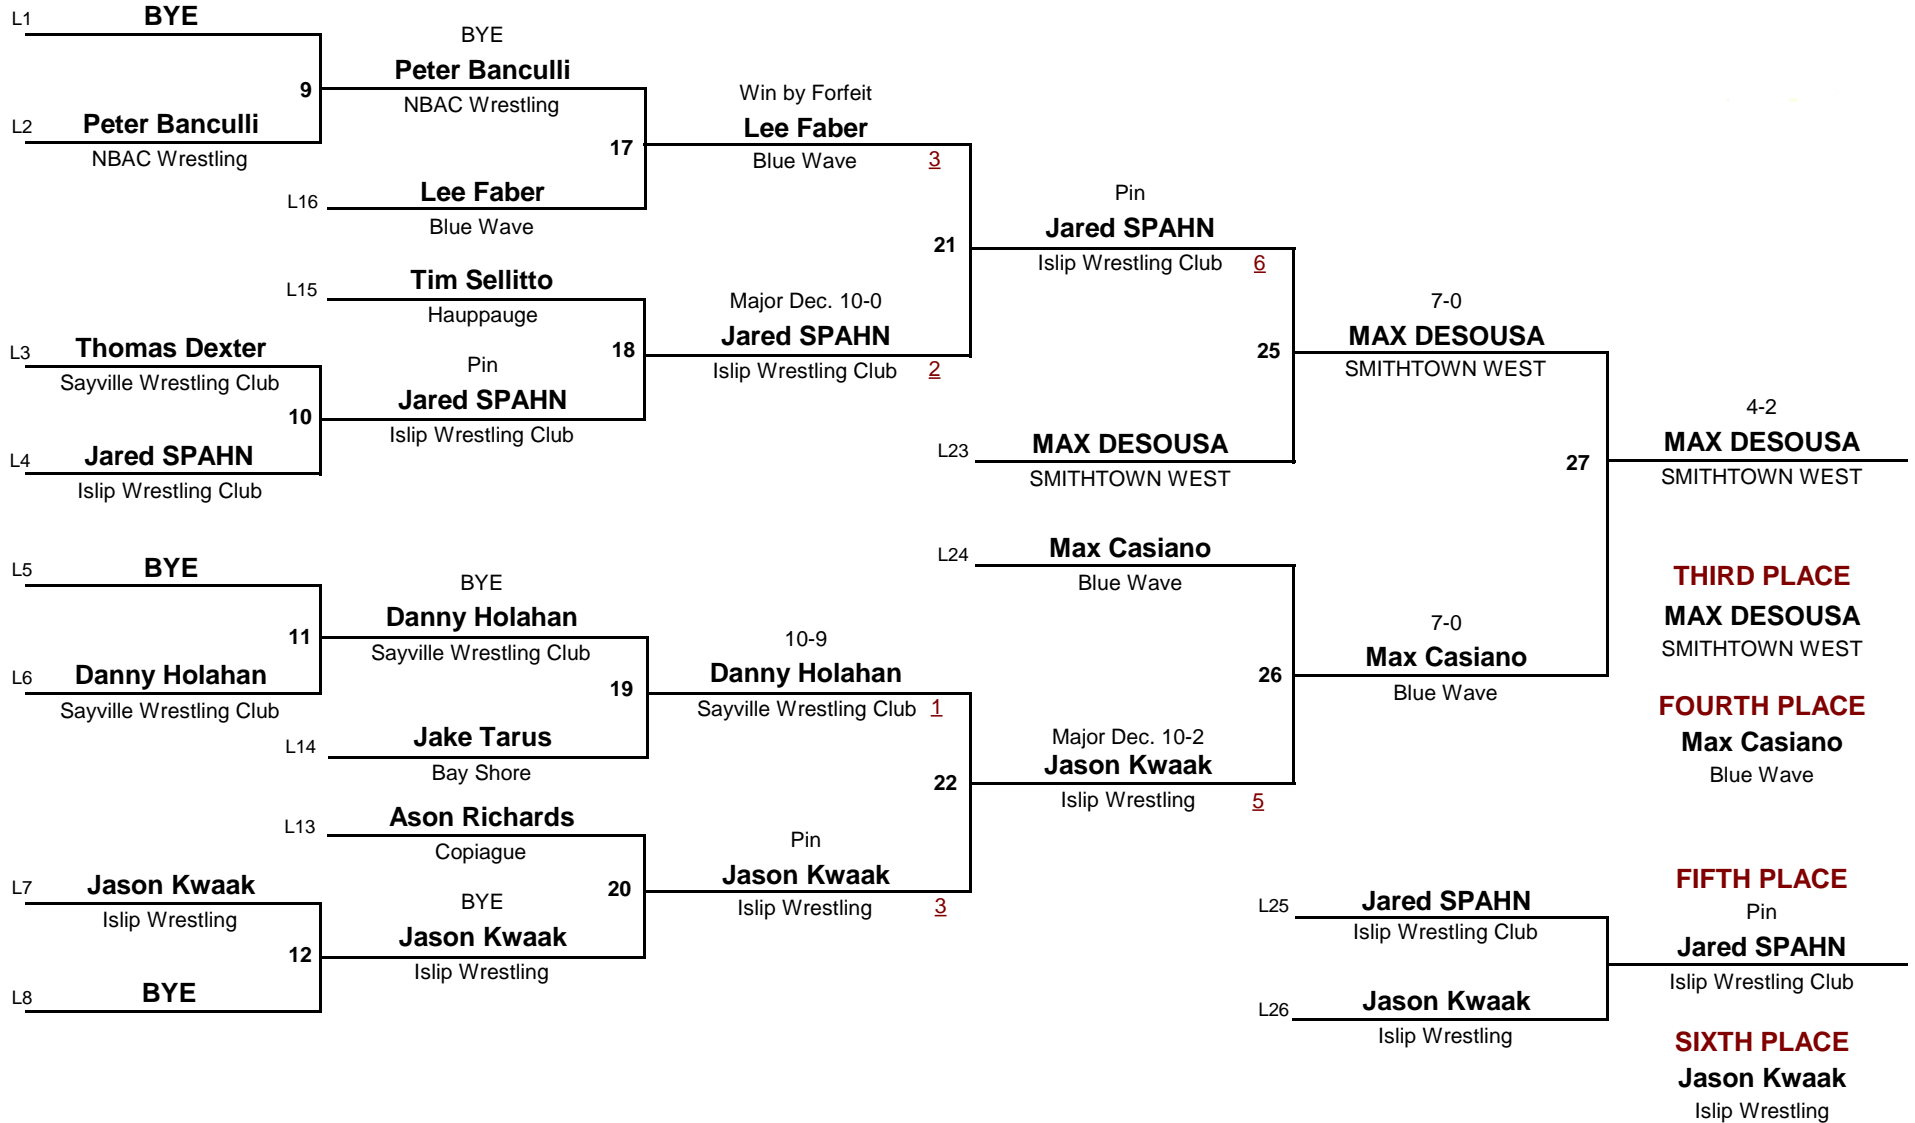 L1 BYE
BYE
Peter Banculli
9
NBAC Wrestling
L2 Peter Banculli
NBAC Wrestling
17
L16 Lee Faber
Blue Wave
Win by Forfeit
Lee Faber
Blue Wave 3
L15 Tim Sellitto
Hauppauge
L3 Thomas Dexter
Sayville Wrestling Club
10
L4 Jared SPAHN
Islip Wrestling Club
Pin
Jared SPAHN
Islip Wrestling Club
18
Major Dec. 10-0
Jared SPAHN
Islip Wrestling Club 2
21
Pin
Jared SPAHN
Islip Wrestling Club 6
L23 MAX DESOUSA
SMITHTOWN WEST
25
7-0
MAX DESOUSA
SMITHTOWN WEST
L5 BYE
11
L6 Danny Holahan
Sayville Wrestling Club
BYE
Danny Holahan
Sayville Wrestling Club
19
L14 Jake Tarus
Bay Shore
10-9
Danny Holahan
Sayville Wrestling Club 1
L13 Ason Richards
Copiague
L7 Jason Kwaak
Islip Wrestling
12
L8 BYE
BYE
Jason Kwaak
Islip Wrestling
20
Pin
Jason Kwaak
Islip Wrestling 3
22
L24 Max Casiano
Blue Wave
Major Dec. 10-2
Jason Kwaak
Islip Wrestling 5
26
7-0
Max Casiano
Blue Wave
27
4-2
MAX DESOUSA
SMITHTOWN WEST
THIRD PLACE
MAX DESOUSA
SMITHTOWN WEST
FOURTH PLACE
Max Casiano
Blue Wave
L25 Jared SPAHN
Islip Wrestling Club
L26 Jason Kwaak
Islip Wrestling
FIFTH PLACE
Pin
Jared SPAHN
Islip Wrestling Club
SIXTH PLACE
Jason Kwaak
Islip Wrestling